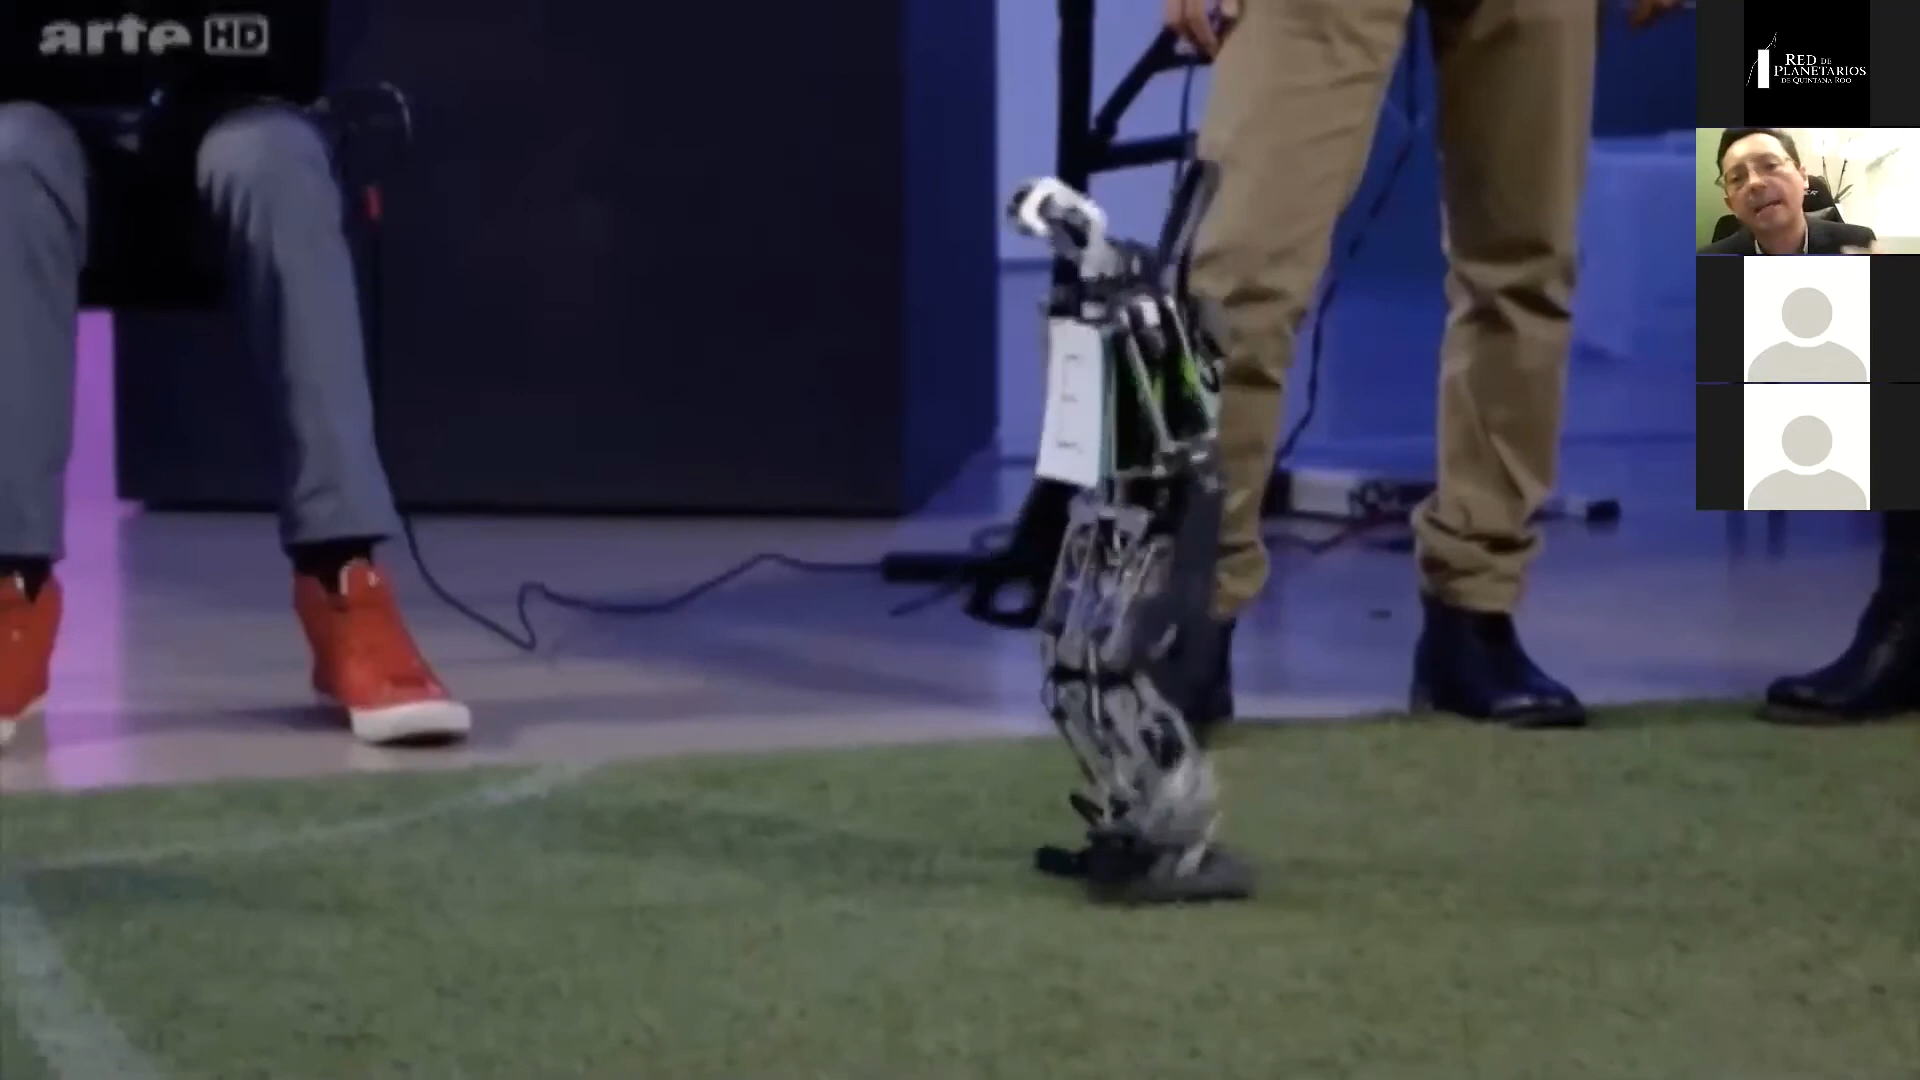 arte HD
RED DE
PLANETARIOS
DE QUINTANA ROO